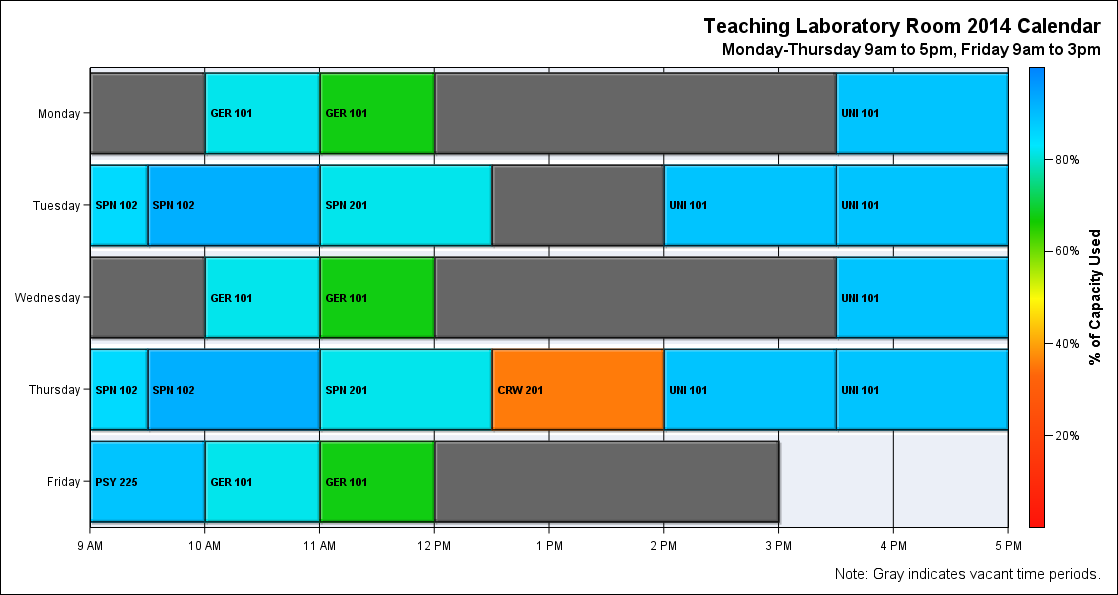 Teaching Laboratory Room 2014 Calendar
Monday-Thursday 9am to 5pm, Friday 9am to 3pm
Monday GER 101 GER 101 UNI 101
Tuesday SPN 102 SPN 102 SPN 201 UNI 101 UNI 101
Wednesday GER 101 GER 101 UNI 101
Thursday SPN 102 SPN 102 SPN 201 CRW 201 UNI 101 UNI 101
Friday PSY 225 GER 101 GER 101
9 AM 10 AM 11 AM 12 PM 1 PM 2 PM 3 PM 4 PM 5 PM
80%
60%
40%
20%
% of Capacity Used
Note: Gray indicates vacant time periods.